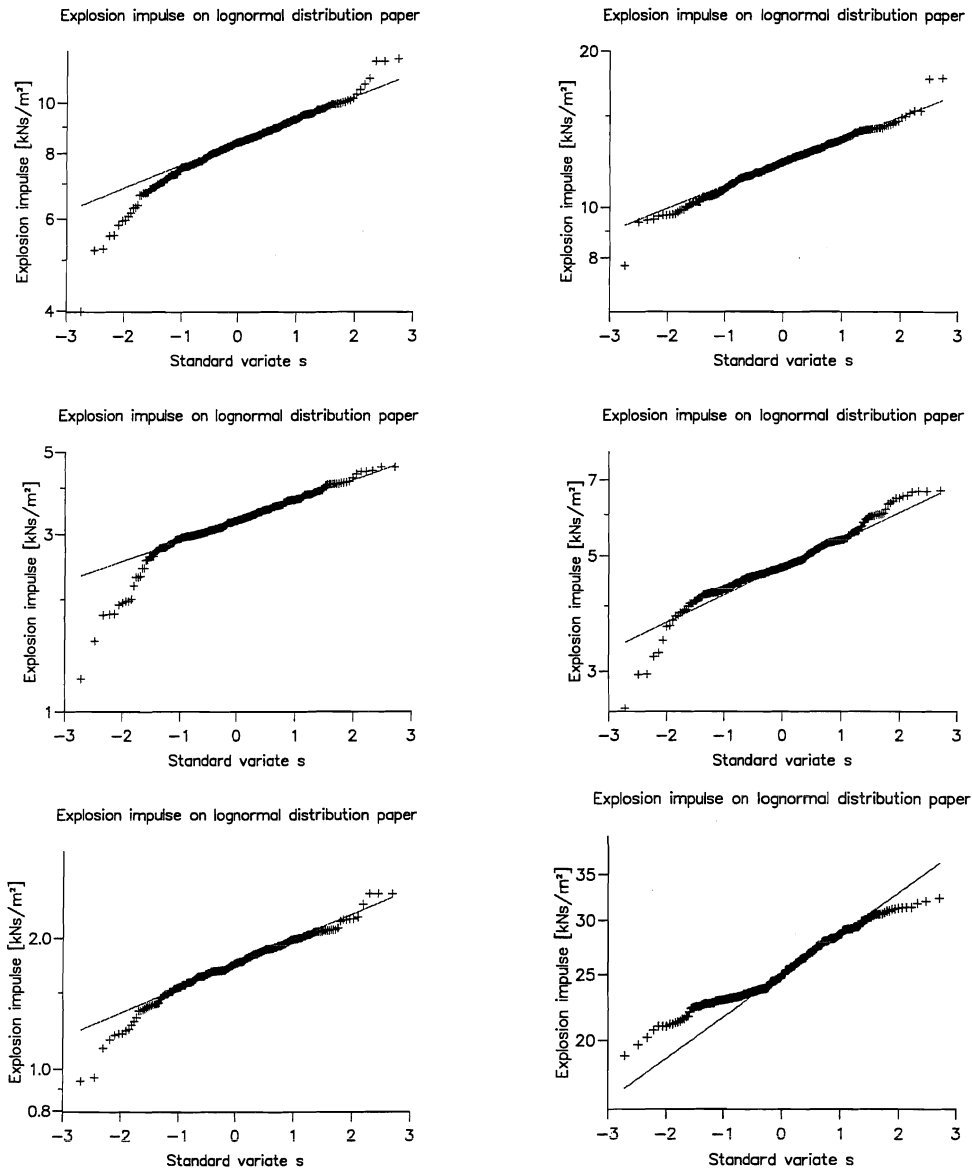 Explosion impulse on lognormal distribution paper
Explosion impulse [kNs/m²]
10
8
6
4
−3 −2 −1 0 1 2 3
Standard variate s
Explosion impulse on lognormal distribution paper
Explosion impulse [kNs/m²]
20
10
8
−3 −2 −1 0 1 2 3
Standard variate s
Explosion impulse on lognormal distribution paper
Explosion impulse [kNs/m²]
5
3
1
−3 −2 −1 0 1 2 3
Standard variate s
Explosion impulse on lognormal distribution paper
Explosion impulse [kNs/m²]
7
5
3
−3 −2 −1 0 1 2 3
Standard variate s
Explosion impulse on lognormal distribution paper
Explosion impulse [kNs/m²]
2.0
1.0
0.8
−3 −2 −1 0 1 2 3
Standard variate s
Explosion impulse on lognormal distribution paper
Explosion impulse [kNs/m²]
35
30
25
20
−3 −2 −1 0 1 2 3
Standard variate s